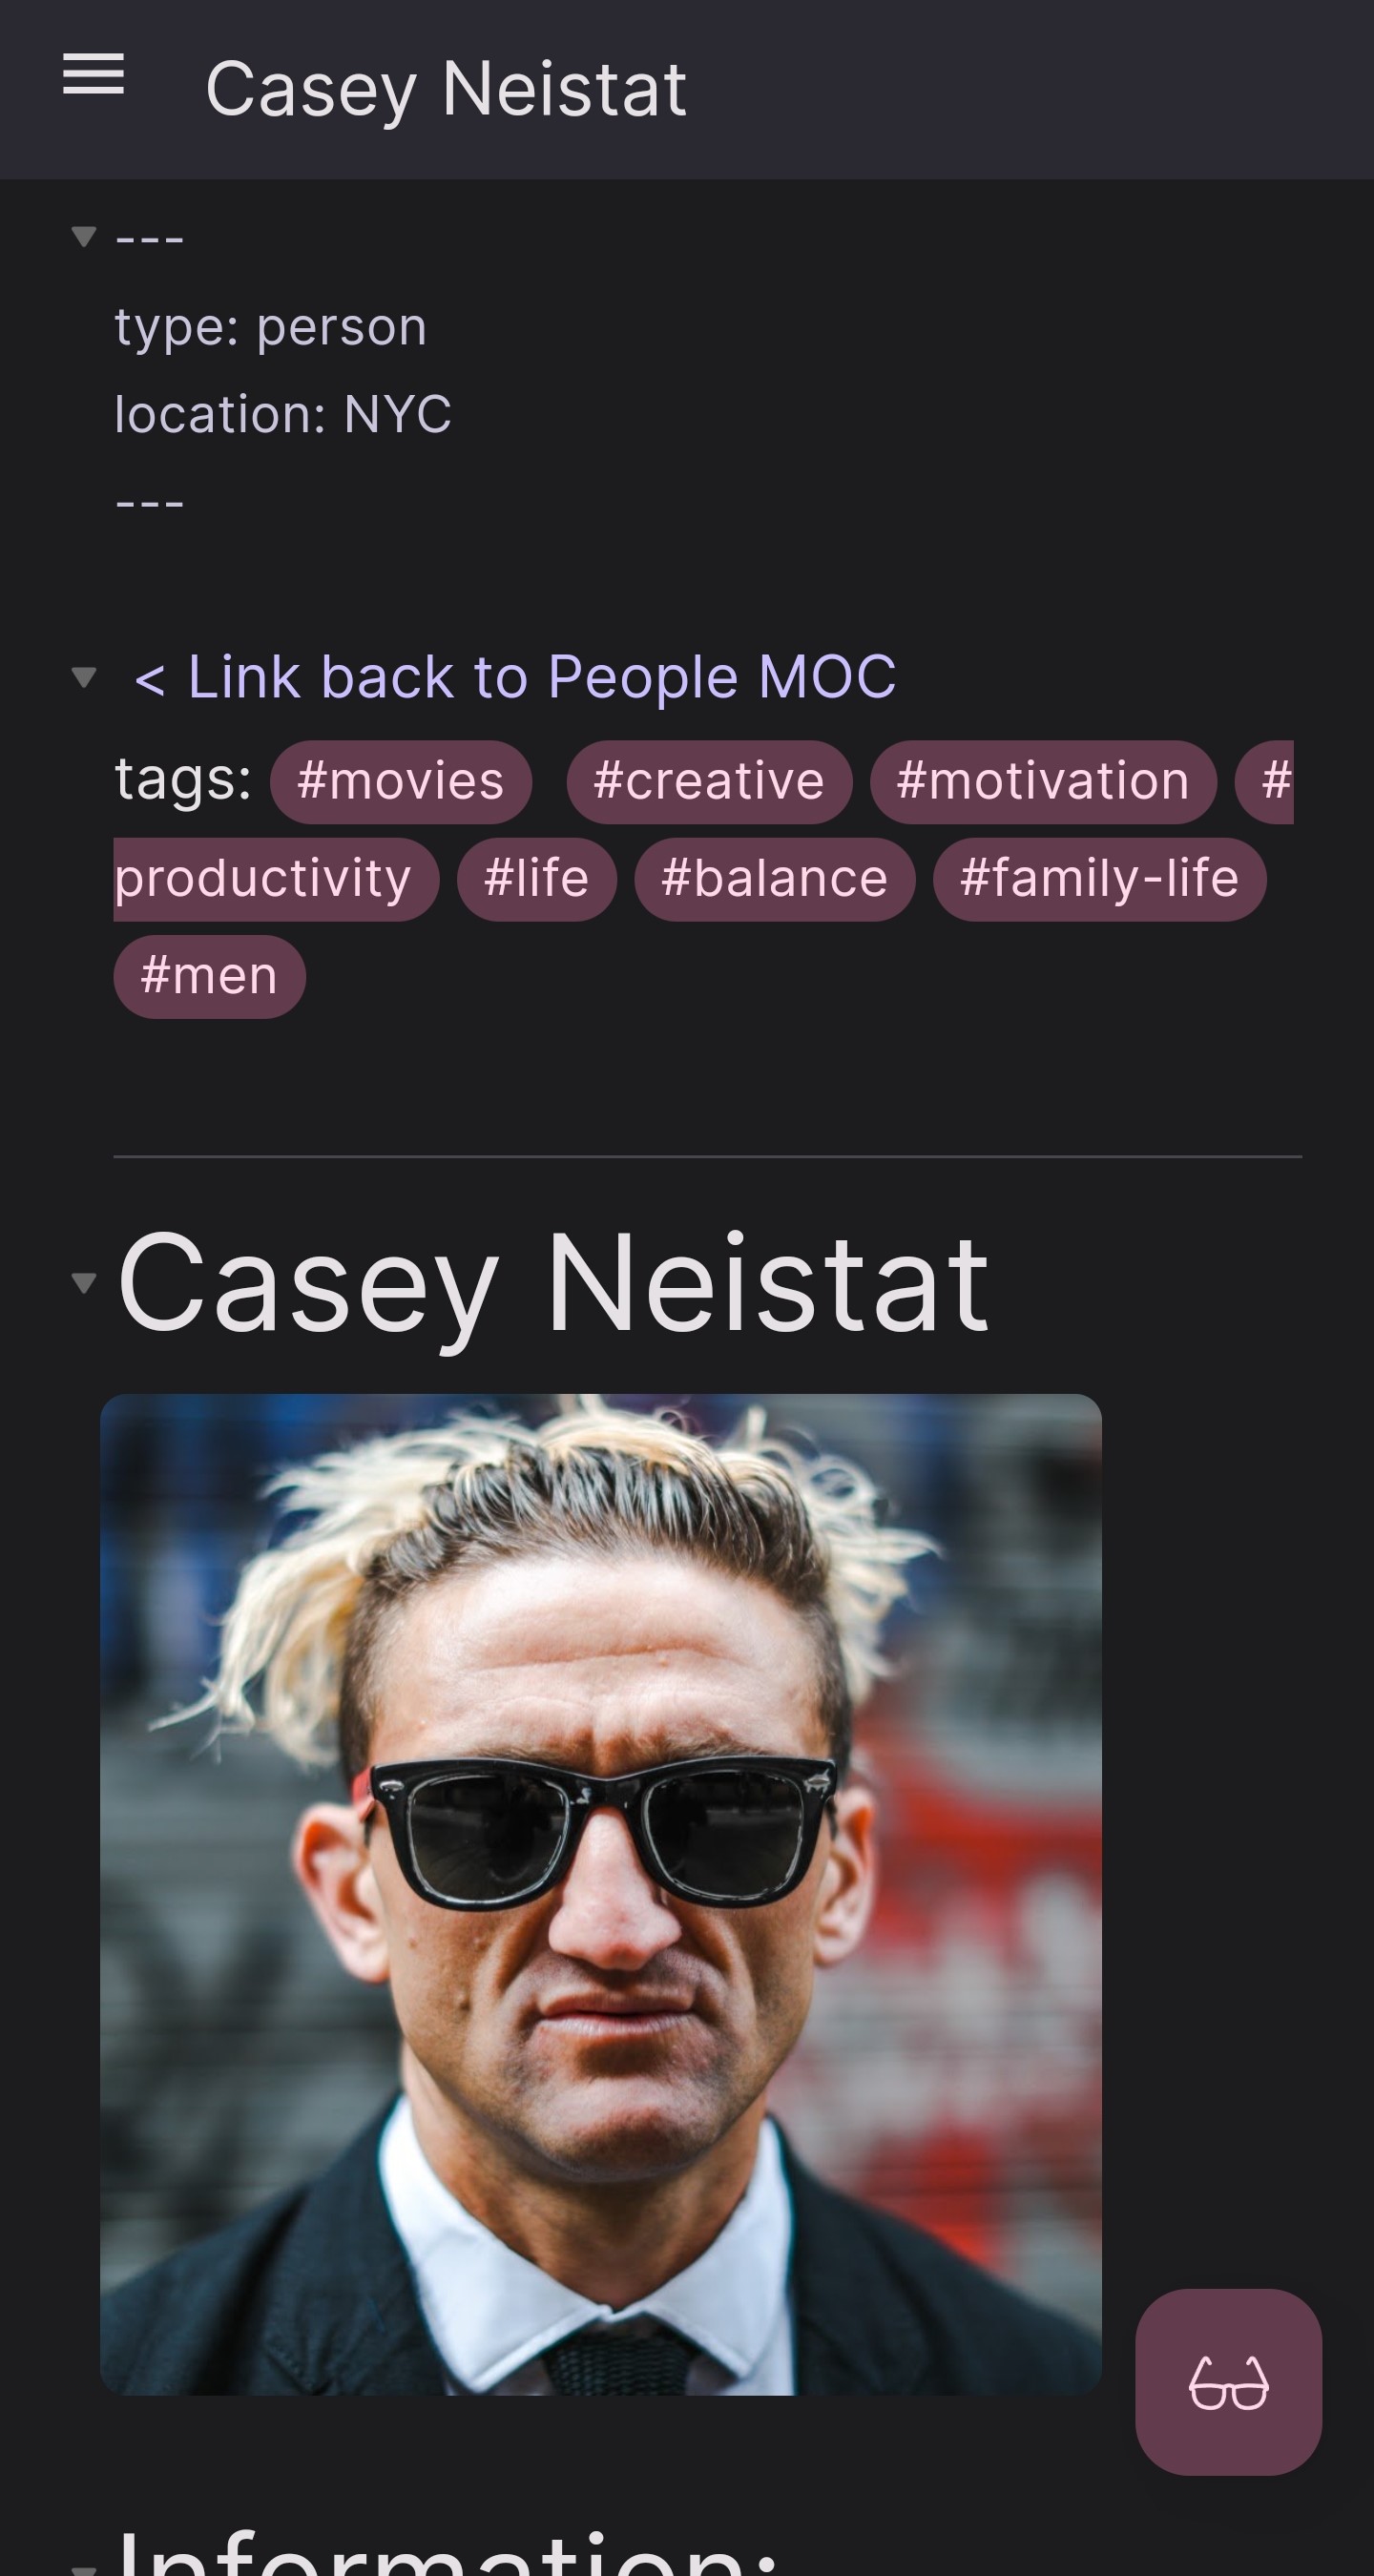 Casey Neistat
---
type: person
location: NYC
---
< Link back to People MOC
tags: #movies #creative #motivation #
productivity #life #balance #family-life
#men
Casey Neistat
Information: